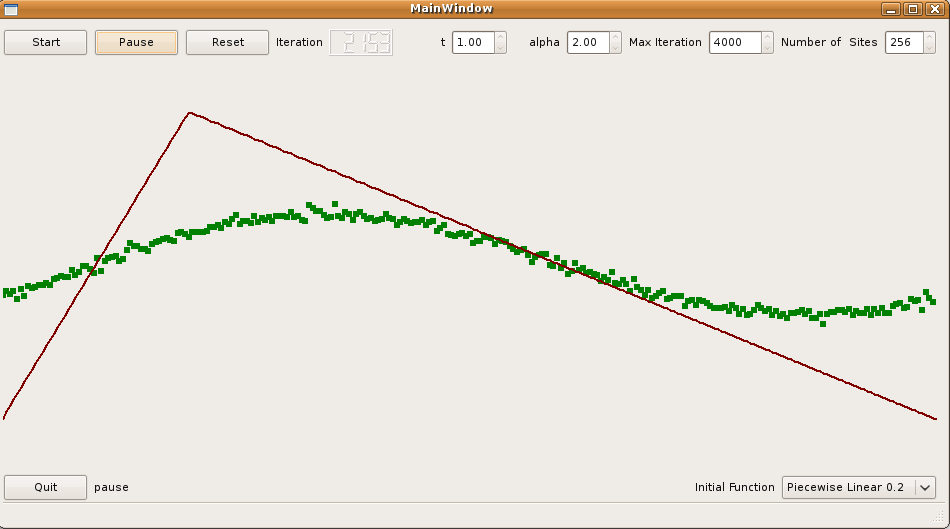 MainWindow
Start Pause Reset Iteration 2153 t 1.00 alpha 2.00 Max Iteration 4000 Number of Sites 256
Quit pause Initial Function Piecewise Linear 0.2